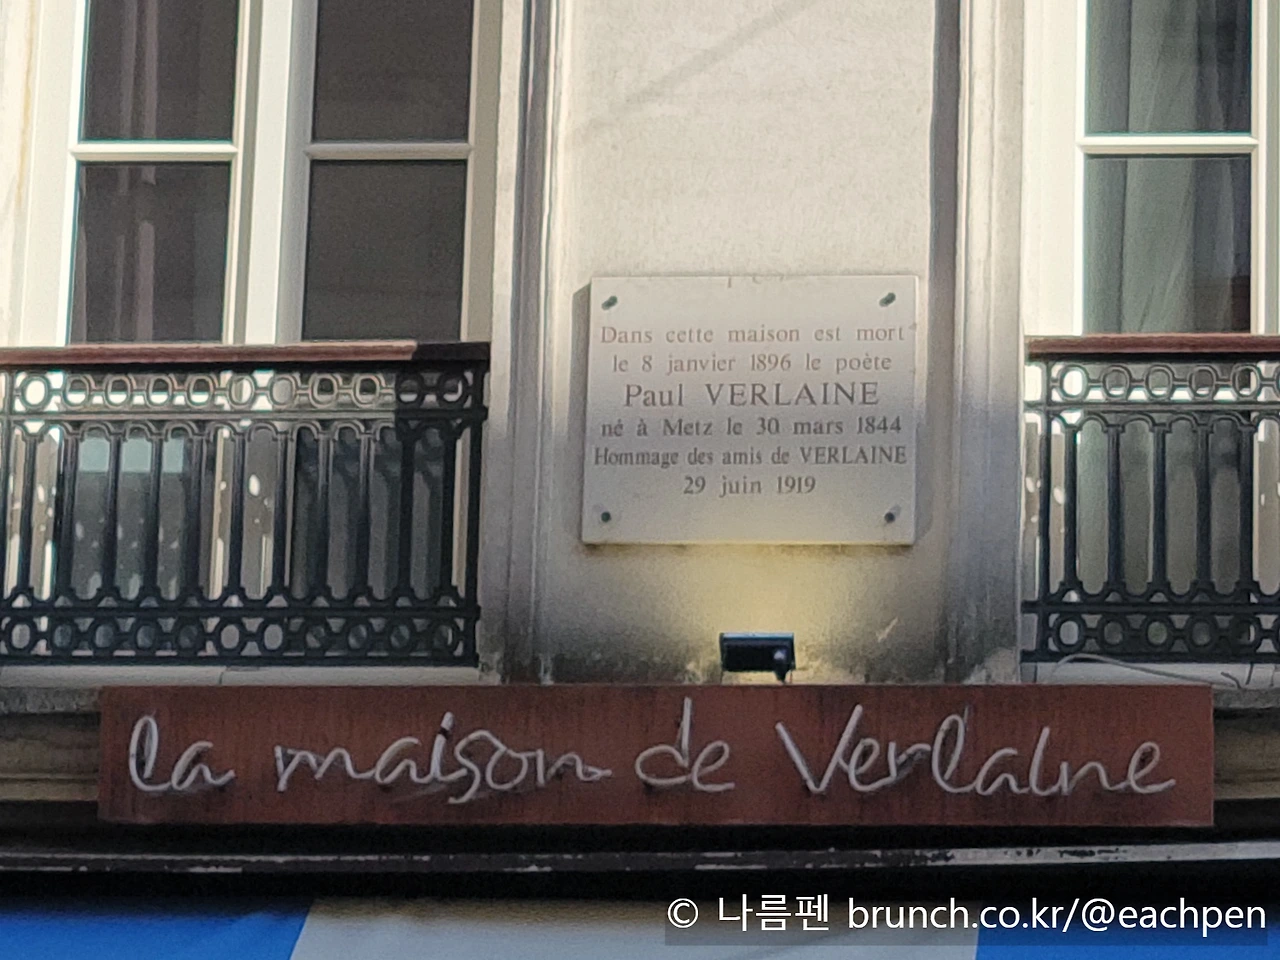 Dans cette maison est mort
le 8 janvier 1896 le poète
Paul VERLAINE
né à Metz le 30 mars 1844
Hommage des amis de VERLAINE
29 juin 1919
la maison de Verlaine
© 나름펜 brunch.co.kr/@eachpen